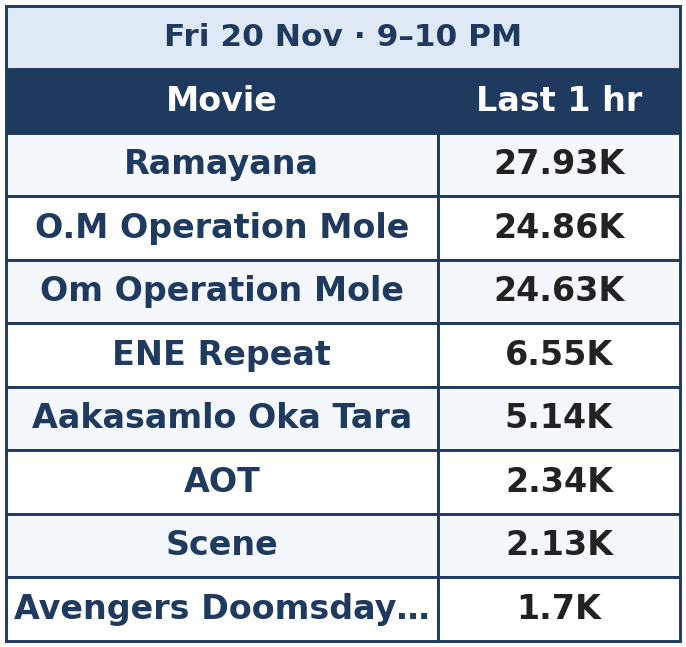 Fri 20 Nov · 9–10 PM
Movie Last 1 hr
Ramayana 27.93K
O.M Operation Mole 24.86K
Om Operation Mole 24.63K
ENE Repeat 6.55K
Aakasamlo Oka Tara 5.14K
AOT 2.34K
Scene 2.13K
Avengers Doomsday... 1.7K